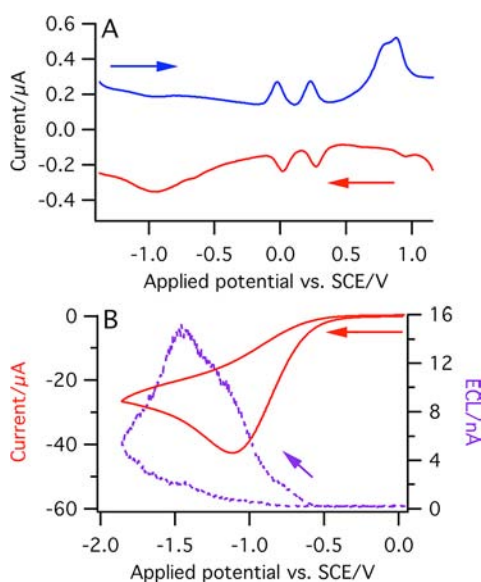 A
0.6
0.4
0.2
0.0
-0.2
-0.4
Current/μA
-1.0 -0.5 0.0 0.5 1.0
Applied potential vs. SCE/V
B
0
-20
-40
-60
Current/μA
16
12
8
4
0
ECL/nA
-2.0 -1.5 -1.0 -0.5 0.0
Applied potential vs. SCE/V